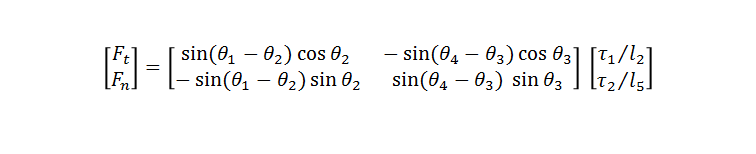 [F_t] = [ sin(θ₁ − θ₂) cos θ₂ − sin(θ₄ − θ₃) cos θ₃] [τ₁/l₂]
[F_n] [− sin(θ₁ − θ₂) sin θ₂ sin(θ₄ − θ₃) sin θ₃ ] [τ₂/l₅]